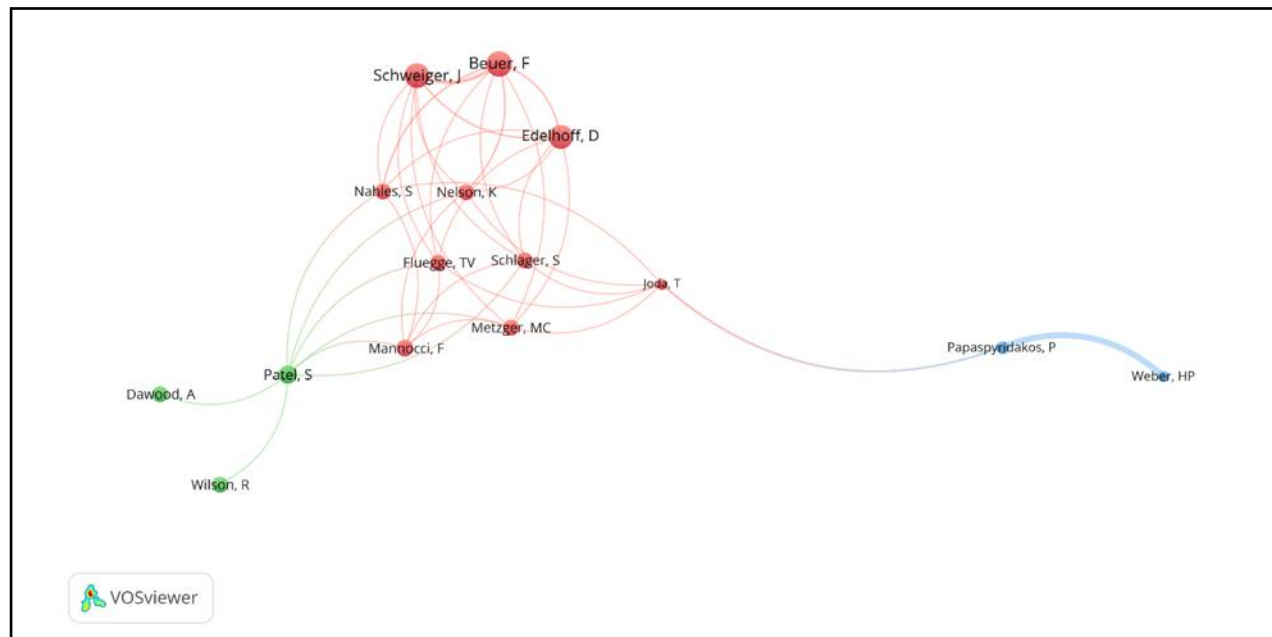 Beuer, F
Schweiger, J
Edelhoff, D
Nahles, S
Nelson, K
Fluegge, TV
Schlager, S
Joda, T
Metzger, MC
Mannocci, F
Papaspyridakos, P
Patel, S
Weber, HP
Dawood, A
Wilson, R
VOSviewer